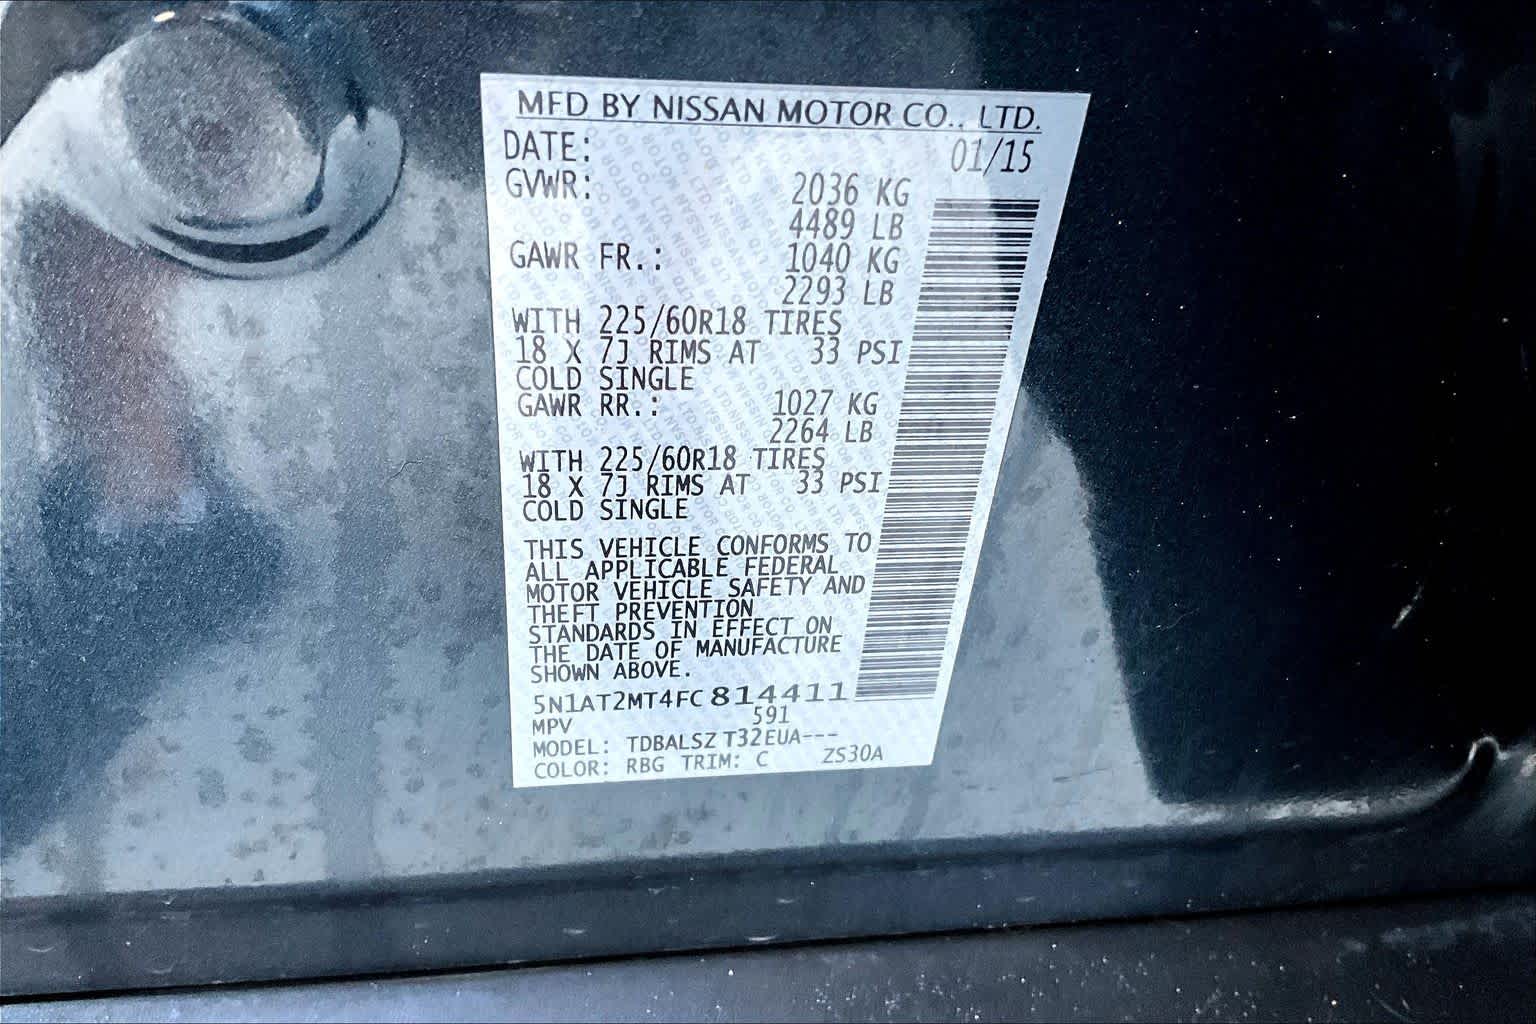 MFD BY NISSAN MOTOR CO., LTD.
DATE: 01/15
GVWR: 2036 KG
4489 LB
GAWR FR.: 1040 KG
2293 LB
WITH 225/60R18 TIRES
18 X 7J RIMS AT 33 PSI
COLD SINGLE
GAWR RR.: 1027 KG
2264 LB
WITH 225/60R18 TIRES
18 X 7J RIMS AT 33 PSI
COLD SINGLE
THIS VEHICLE CONFORMS TO
ALL APPLICABLE FEDERAL
MOTOR VEHICLE SAFETY AND
THEFT PREVENTION
STANDARDS IN EFFECT ON
THE DATE OF MANUFACTURE
SHOWN ABOVE.
5N1AT2MT4FC814411
MPV 591
MODEL: TDBALSZ T32EUA---
COLOR: RBG TRIM: C ZS30A